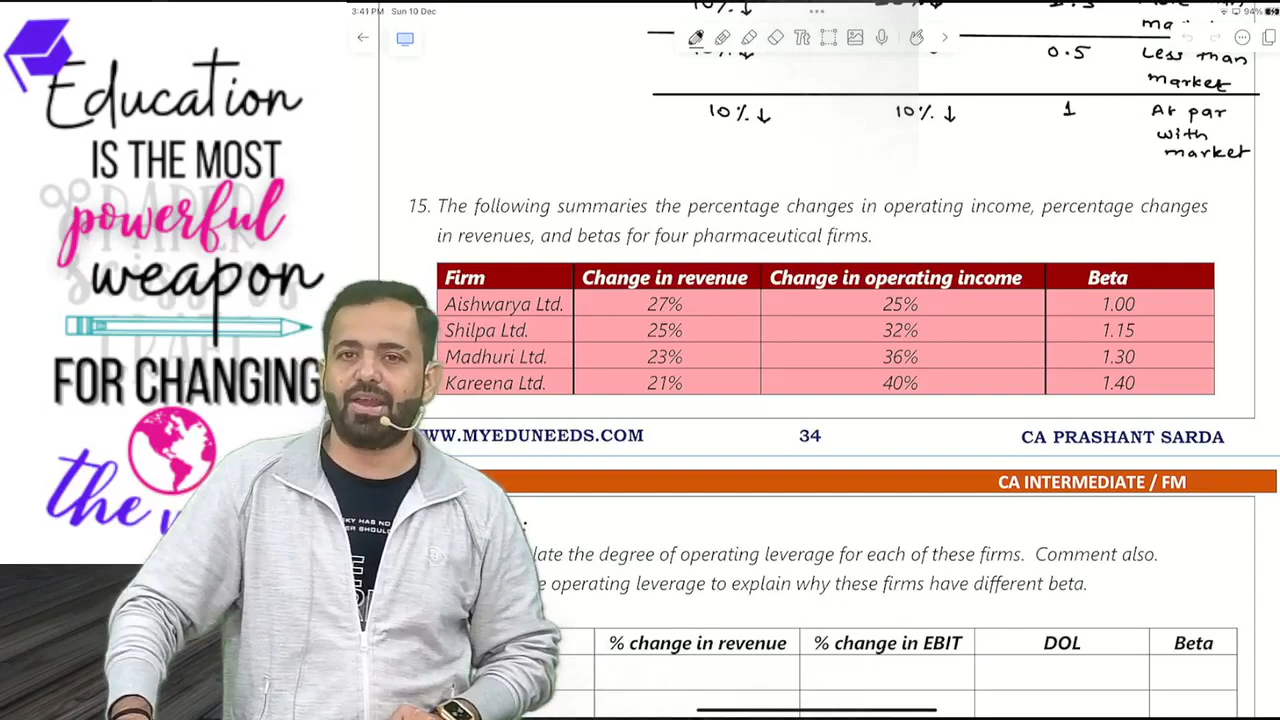 3:41 PM Sun 10 Dec
94%
Education
IS THE MOST
powerful
weapon
FOR CHANGING
the
10% ↓
0.5 Less than
market
10% ↓ 10% ↓ 1 At par
with
market
15. The following summaries the percentage changes in operating income, percentage changes
in revenues, and betas for four pharmaceutical firms.
Firm Change in revenue Change in operating income Beta
Aishwarya Ltd. 27% 25% 1.00
Shilpa Ltd. 25% 32% 1.15
Madhuri Ltd. 23% 36% 1.30
Kareena Ltd. 21% 40% 1.40
WWW.MYEDUNEEDS.COM 34 CA PRASHANT SARDA
CA INTERMEDIATE / FM
late the degree of operating leverage for each of these firms. Comment also.
e operating leverage to explain why these firms have different beta.
% change in revenue % change in EBIT DOL Beta